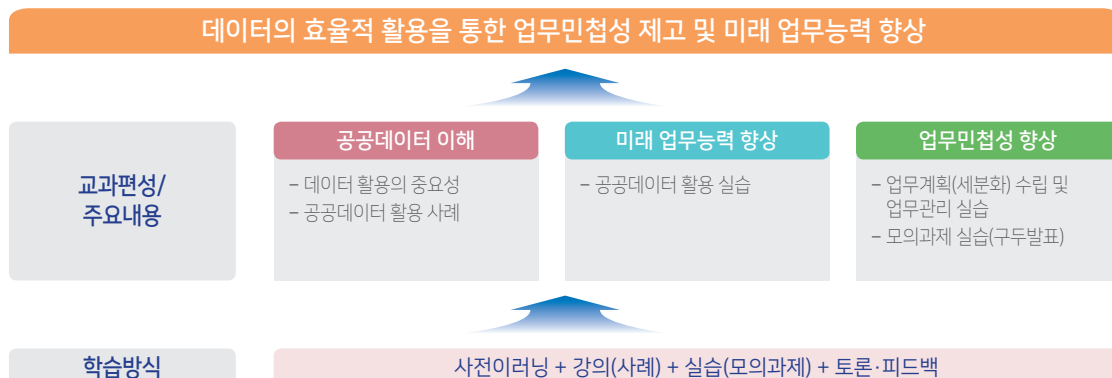 데이터의 효율적 활용을 통한 업무민첩성 제고 및 미래 업무능력 향상
교과편성/
주요내용
공공데이터 이해
– 데이터 활용의 중요성
– 공공데이터 활용 사례
미래 업무능력 향상
– 공공데이터 활용 실습
업무민첩성 향상
– 업무계획(세분화) 수립 및
업무관리 실습
– 모의과제 실습(구두발표)
학습방식
사전이러닝 + 강의(사례) + 실습(모의과제) + 토론·피드백